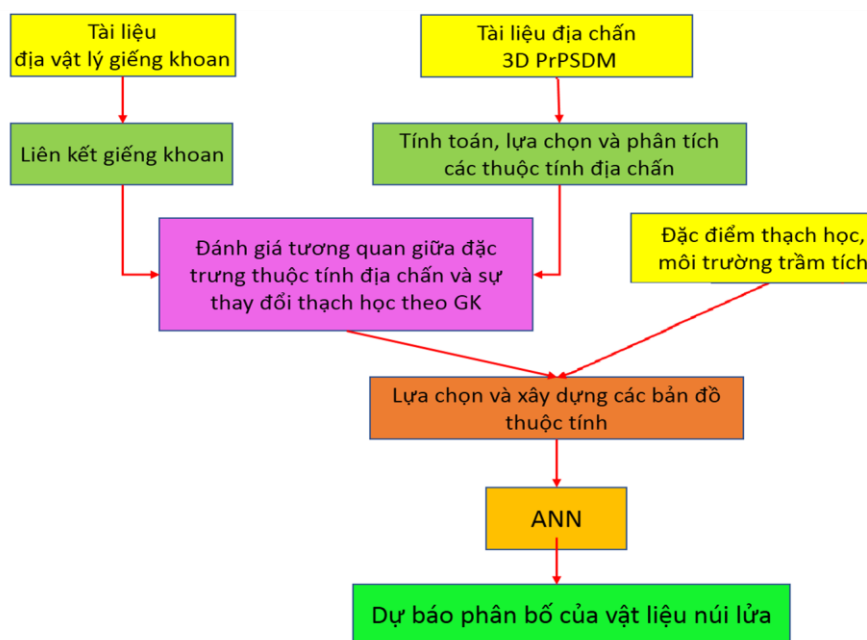 Tài liệu
địa vật lý giếng khoan
Tài liệu địa chấn
3D PrPSDM
Liên kết giếng khoan
Tính toán, lựa chọn và phân tích
các thuộc tính địa chấn
Đánh giá tương quan giữa đặc
trưng thuộc tính địa chấn và sự
thay đổi thạch học theo GK
Đặc điểm thạch học,
môi trường trầm tích
Lựa chọn và xây dựng các bản đồ
thuộc tính
ANN
Dự báo phân bố của vật liệu núi lửa